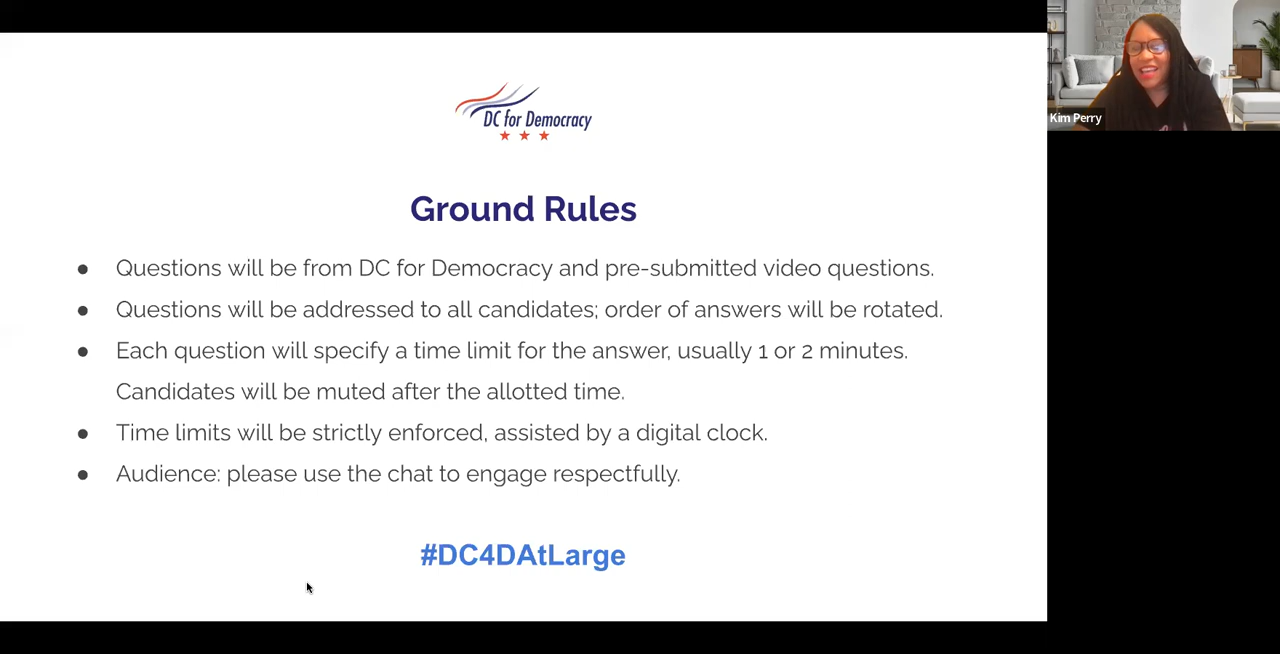 DC for Democracy
Kim Perry
Ground Rules
● Questions will be from DC for Democracy and pre-submitted video questions.
● Questions will be addressed to all candidates; order of answers will be rotated.
● Each question will specify a time limit for the answer, usually 1 or 2 minutes.
Candidates will be muted after the allotted time.
● Time limits will be strictly enforced, assisted by a digital clock.
● Audience: please use the chat to engage respectfully.
#DC4DAtLarge